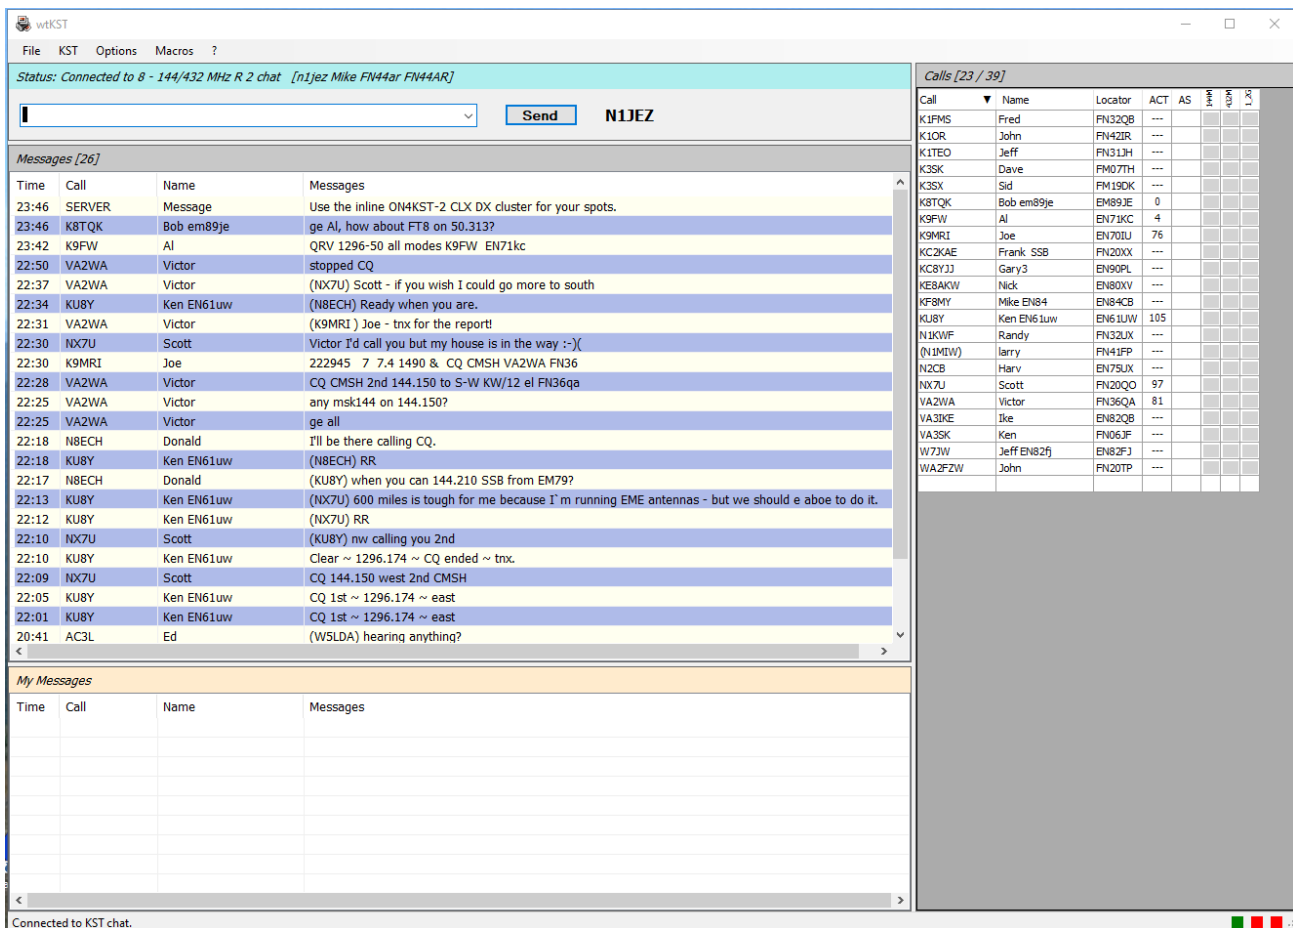 wtKST
File KST Options Macros ?
Status: Connected to 8 - 144/432 MHz R 2 chat [n1jez Mike FN44ar FN44AR]
Send N1JEZ
Messages [26]
Time Call Name Messages
23:46 SERVER Message Use the inline ON4KST-2 CLX DX cluster for your spots.
23:46 K8TQK Bob em89je ge Al, how about FT8 on 50.313?
23:42 K9FW Al QRV 1296-50 all modes K9FW EN71kc
22:50 VA2WA Victor stopped CQ
22:37 VA2WA Victor (NX7U) Scott - if you wish I could go more to south
22:34 KU8Y Ken EN61uw (N8ECH) Ready when you are.
22:31 VA2WA Victor (K9MRI ) Joe - tnx for the report!
22:30 NX7U Scott Victor I'd call you but my house is in the way :-)(
22:30 K9MRI Joe 222945 7 7.4 1490 & CQ CMSH VA2WA FN36
22:28 VA2WA Victor CQ CMSH 2nd 144.150 to S-W KW/12 el FN36qa
22:25 VA2WA Victor any msk144 on 144.150?
22:25 VA2WA Victor ge all
22:18 N8ECH Donald I'll be there calling CQ.
22:18 KU8Y Ken EN61uw (N8ECH) RR
22:17 N8ECH Donald (KU8Y) when you can 144.210 SSB from EM79?
22:13 KU8Y Ken EN61uw (NX7U) 600 miles is tough for me because I`m running EME antennas - but we should e aboe to do it.
22:12 KU8Y Ken EN61uw (NX7U) RR
22:10 NX7U Scott (KU8Y) nw calling you 2nd
22:10 KU8Y Ken EN61uw Clear ~ 1296.174 ~ CQ ended ~ tnx.
22:09 NX7U Scott CQ 144.150 west 2nd CMSH
22:05 KU8Y Ken EN61uw CQ 1st ~ 1296.174 ~ east
22:01 KU8Y Ken EN61uw CQ 1st ~ 1296.174 ~ east
20:41 AC3L Ed (W5LDA) hearing anything?
My Messages
Time Call Name Messages
Connected to KST chat.
Calls [23 / 39]
Call ▼ Name Locator ACT AS 144M 432M 1_2G
K1FMS Fred FN32QB ---
K1OR John FN42IR ---
K1TEO Jeff FN31JH ---
K3SK Dave FM07TH ---
K3SX Sid FM19DK ---
K8TQK Bob em89je EM89JE 0
K9FW Al EN71KC 4
K9MRI Joe EN70IU 76
KC2KAE Frank SSB FN20XX ---
KC8YJJ Gary3 EN90PL ---
KE8AKW Nick EN80XV ---
KF8MY Mike EN84 EN84CB ---
KU8Y Ken EN61uw EN61UW 105
N1KWF Randy FN32UX ---
(N1MIW) larry FN41FP ---
N2CB Harv EN75UX ---
NX7U Scott FN20QO 97
VA2WA Victor FN36QA 81
VA3IKE Ike EN82QB ---
VA3SK Ken FN06JF ---
W7JW Jeff EN82fj EN82FJ ---
WA2FZW John FN20TP ---